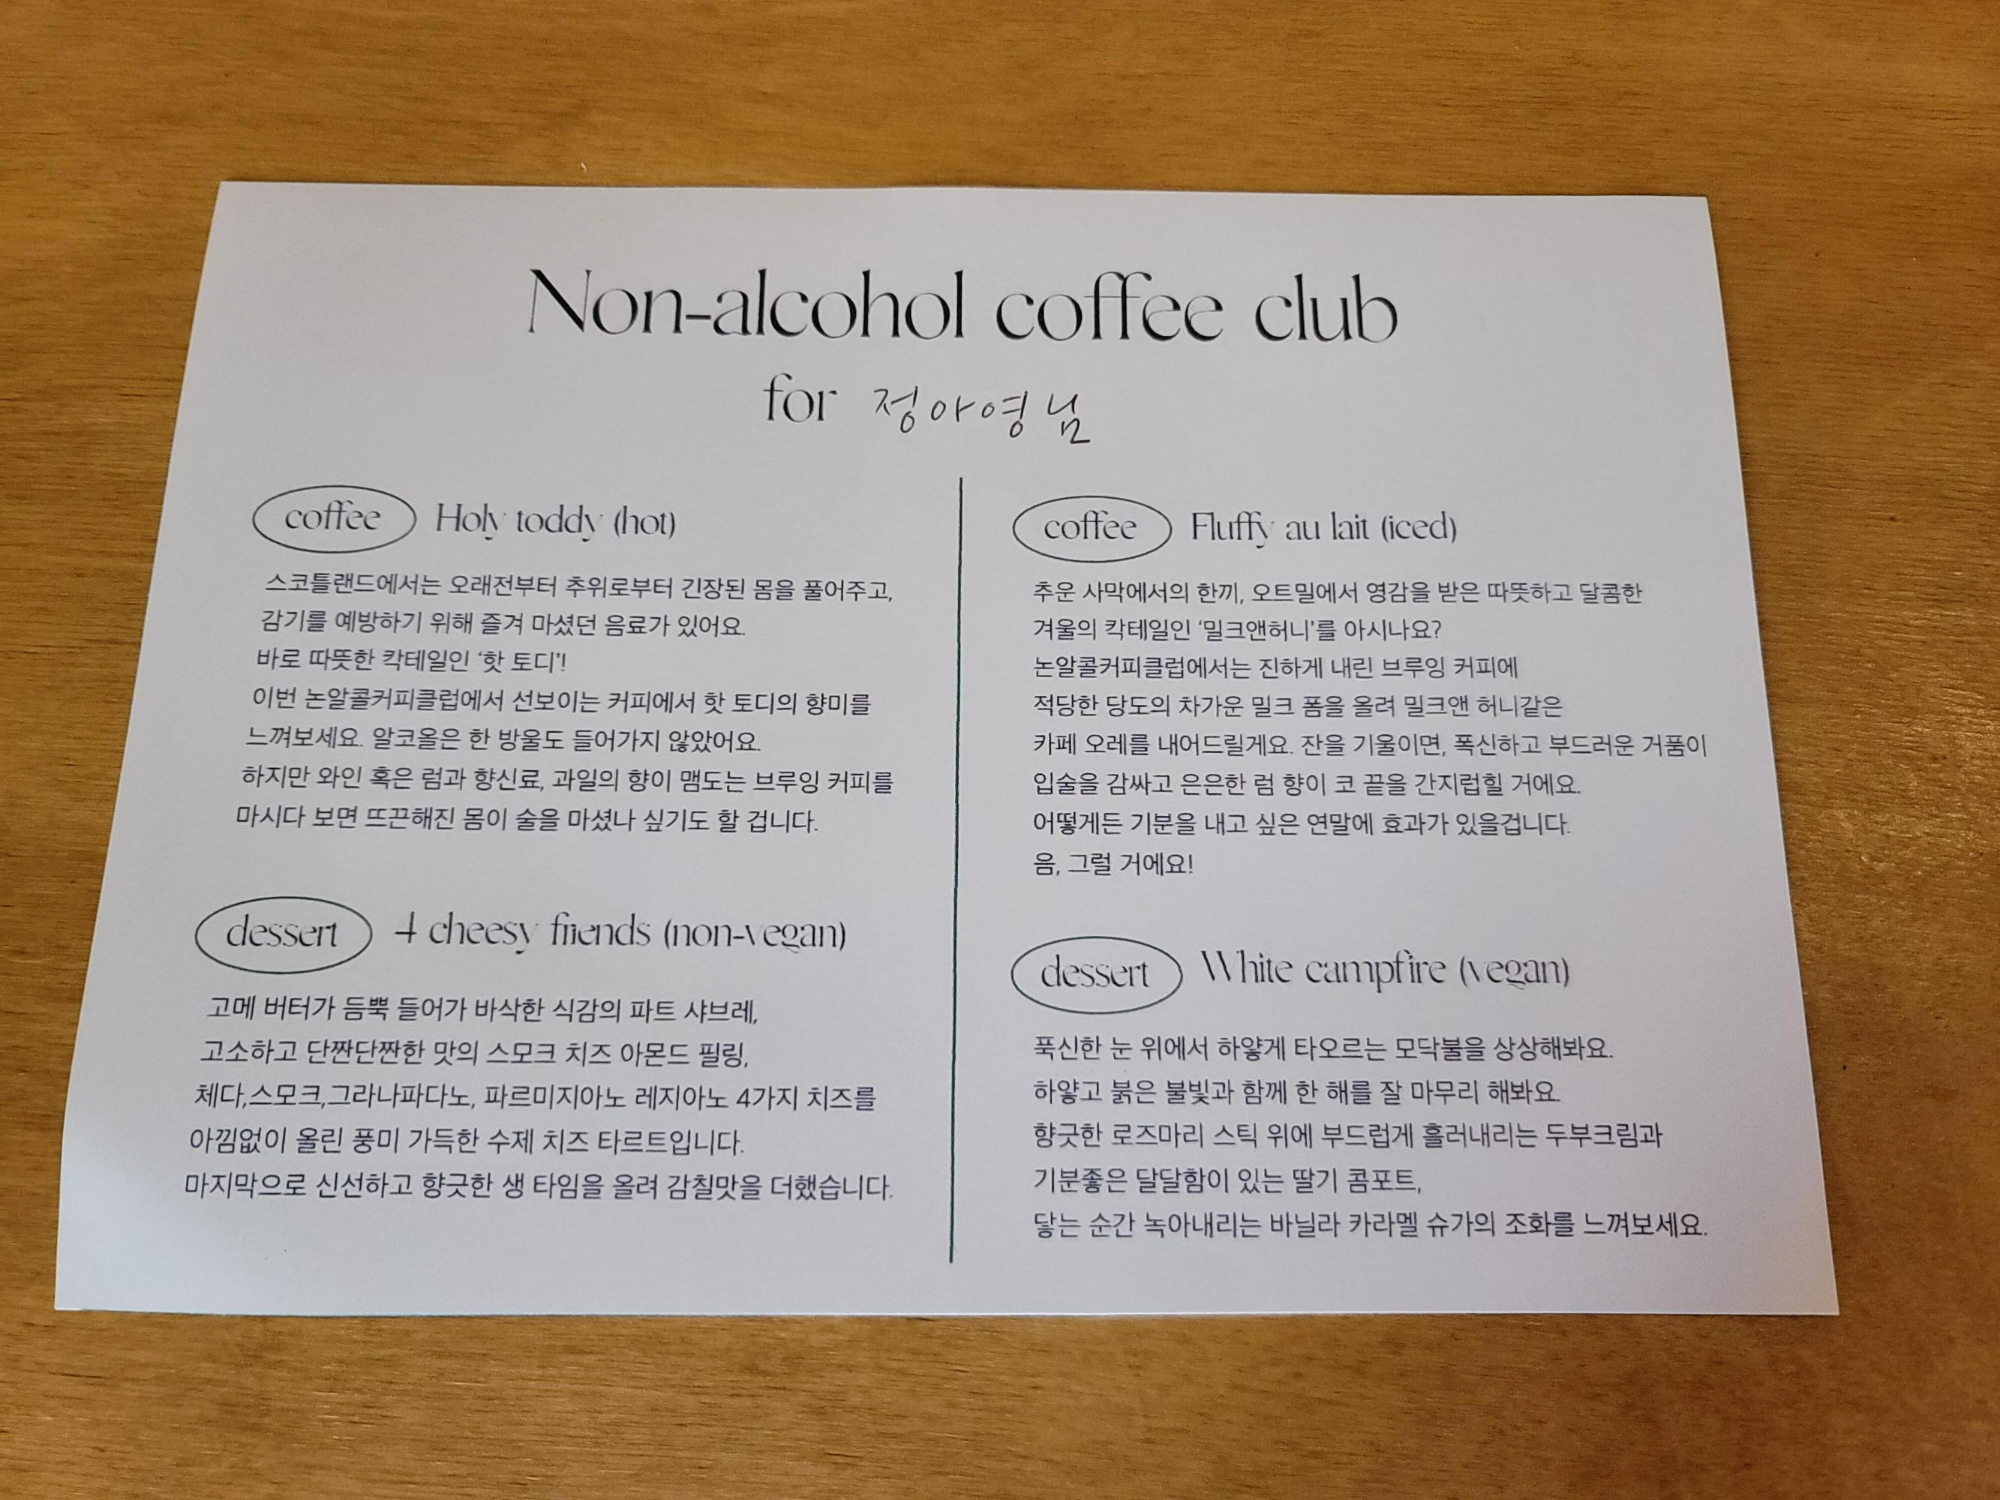 Non-alcohol coffee club
for 정아영님
coffee Holy toddy (hot)
스코틀랜드에서는 오래전부터 추위로부터 긴장된 몸을 풀어주고,
감기를 예방하기 위해 즐겨 마셨던 음료가 있어요.
바로 따뜻한 칵테일인 '핫 토디'!
이번 논알콜커피클럽에서 선보이는 커피에서 핫 토디의 향미를
느껴보세요. 알코올은 한 방울도 들어가지 않았어요.
하지만 와인 혹은 럼과 향신료, 과일의 향이 맴도는 브루잉 커피를
마시다 보면 뜨끈해진 몸이 술을 마셨나 싶기도 할 겁니다.
dessert 4 cheesy friends (non-vegan)
고메 버터가 듬뿍 들어가 바삭한 식감의 파트 샤브레,
고소하고 단짠단짠한 맛의 스모크 치즈 아몬드 필링,
체다,스모크,그라나파다노, 파르미지아노 레지아노 4가지 치즈를
아낌없이 올린 풍미 가득한 수제 치즈 타르트입니다.
마지막으로 신선하고 향긋한 생 타임을 올려 감칠맛을 더했습니다.
coffee Fluffy au lait (iced)
추운 사막에서의 한끼, 오트밀에서 영감을 받은 따뜻하고 달콤한
겨울의 칵테일인 '밀크앤허니'를 아시나요?
논알콜커피클럽에서는 진하게 내린 브루잉 커피에
적당한 당도의 차가운 밀크 폼을 올려 밀크앤 허니같은
카페 오레를 내어드릴게요. 잔을 기울이면, 폭신하고 부드러운 거품이
입술을 감싸고 은은한 럼 향이 코 끝을 간지럽힐 거에요.
어떻게든 기분을 내고 싶은 연말에 효과가 있을겁니다.
음, 그럴 거에요!
dessert White campfire (vegan)
푹신한 눈 위에서 하얗게 타오르는 모닥불을 상상해봐요.
하얗고 붉은 불빛과 함께 한 해를 잘 마무리 해봐요.
향긋한 로즈마리 스틱 위에 부드럽게 흘러내리는 두부크림과
기분좋은 달달함이 있는 딸기 콤포트,
닿는 순간 녹아내리는 바닐라 카라멜 슈가의 조화를 느껴보세요.